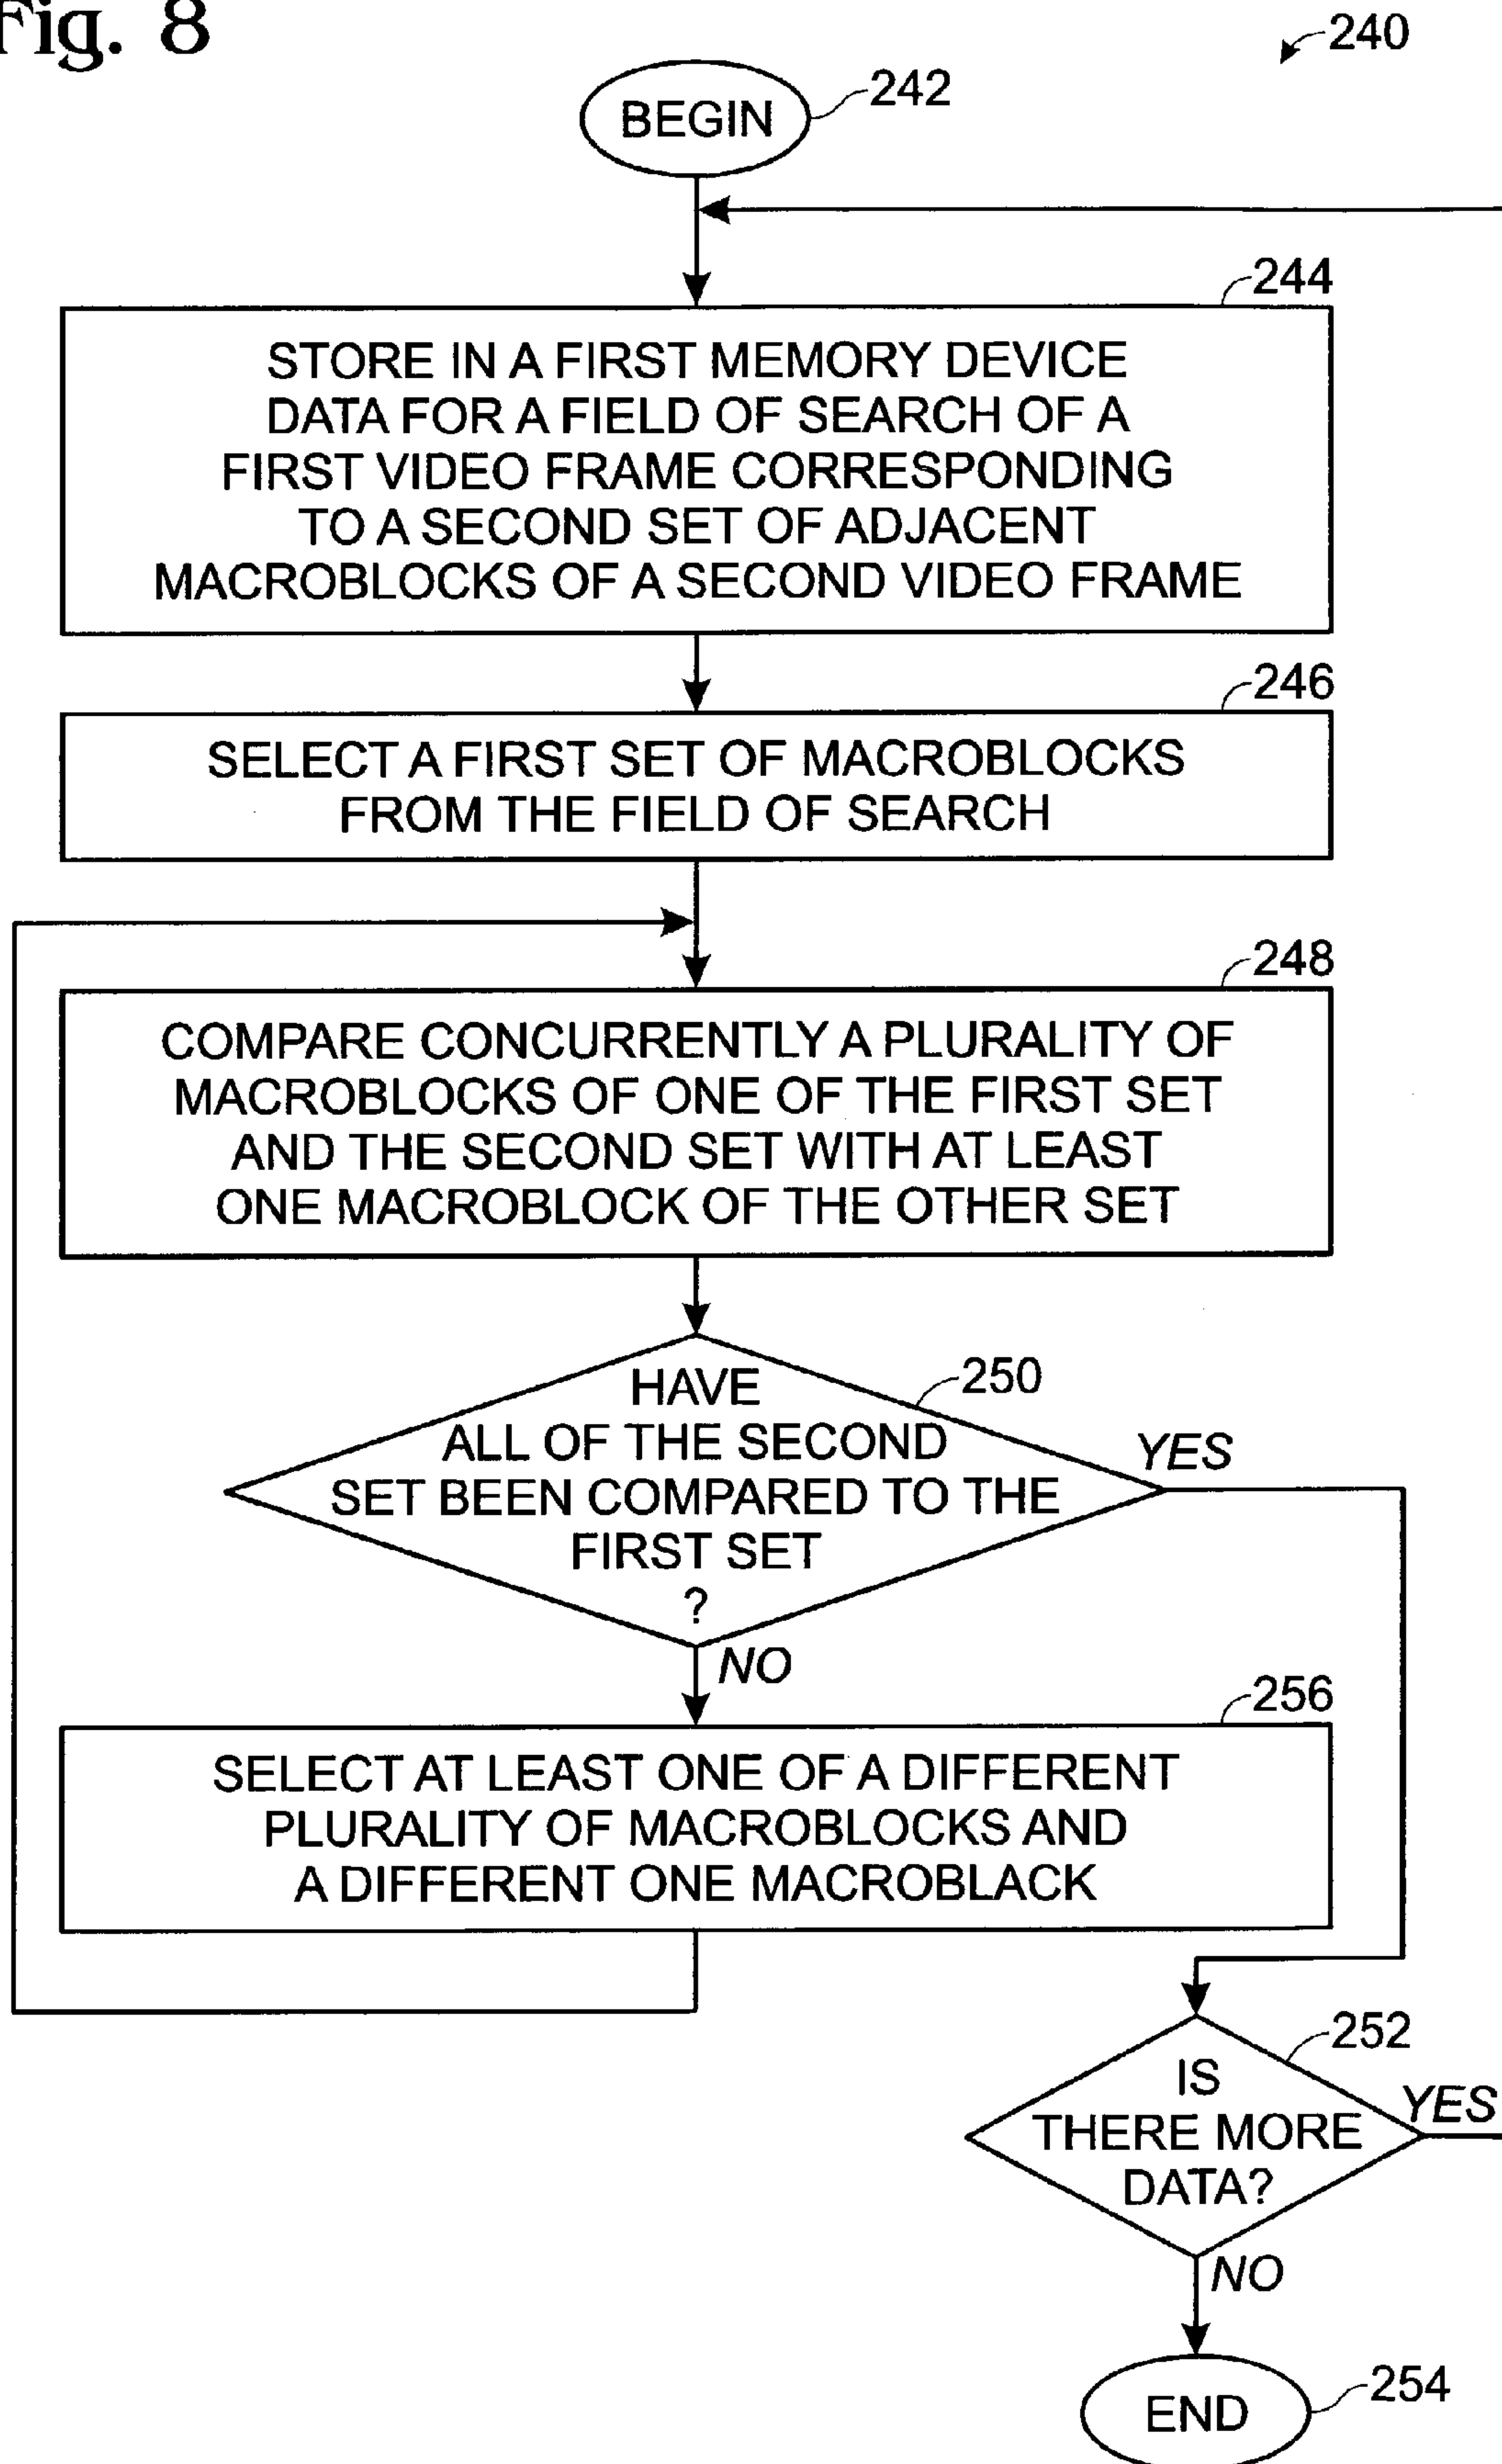 Fig. 8
240
BEGIN
242
244
STORE IN A FIRST MEMORY DEVICE
DATA FOR A FIELD OF SEARCH OF A
FIRST VIDEO FRAME CORRESPONDING
TO A SECOND SET OF ADJACENT
MACROBLOCKS OF A SECOND VIDEO FRAME
246
SELECT A FIRST SET OF MACROBLOCKS
FROM THE FIELD OF SEARCH
248
COMPARE CONCURRENTLY A PLURALITY OF
MACROBLOCKS OF ONE OF THE FIRST SET
AND THE SECOND SET WITH AT LEAST
ONE MACROBLOCK OF THE OTHER SET
250
HAVE
ALL OF THE SECOND
SET BEEN COMPARED TO THE
FIRST SET
?
YES
NO
256
SELECT AT LEAST ONE OF A DIFFERENT
PLURALITY OF MACROBLOCKS AND
A DIFFERENT ONE MACROBLACK
252
IS
THERE MORE
DATA?
YES
NO
END
254